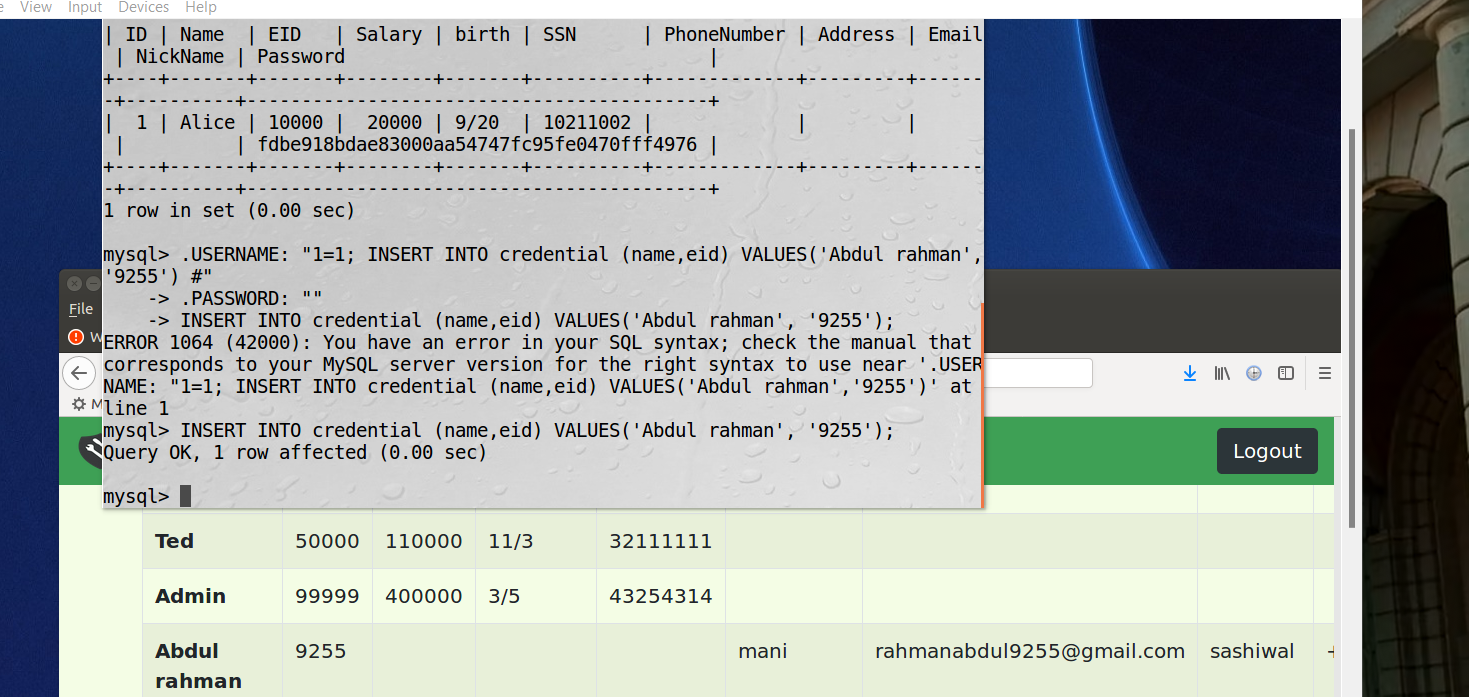 View Input Devices Help
| ID | Name | EID | Salary | birth | SSN | PhoneNumber | Address | Email
| NickName | Password |
+----+-------+-------+--------+-------+----------+-------------+---------+------
-+----------+------------------------------------------+
| 1 | Alice | 10000 | 20000 | 9/20 | 10211002 | | |
| | fdbe918bdae83000aa54747fc95fe0470fff4976 |
+----+-------+-------+--------+-------+----------+-------------+---------+------
-+----------+------------------------------------------+
1 row in set (0.00 sec)
mysql> .USERNAME: "1=1; INSERT INTO credential (name,eid) VALUES('Abdul rahman',
'9255') #"
-> .PASSWORD: ""
-> INSERT INTO credential (name,eid) VALUES('Abdul rahman', '9255');
ERROR 1064 (42000): You have an error in your SQL syntax; check the manual that
corresponds to your MySQL server version for the right syntax to use near '.USER
NAME: "1=1; INSERT INTO credential (name,eid) VALUES('Abdul rahman','9255')' at
line 1
mysql> INSERT INTO credential (name,eid) VALUES('Abdul rahman', '9255');
Query OK, 1 row affected (0.00 sec)
mysql>
File
W
M
Logout
Ted 50000 110000 11/3 32111111
Admin 99999 400000 3/5 43254314
Abdul 9255 mani rahmanabdul9255@gmail.com sashiwal
rahman